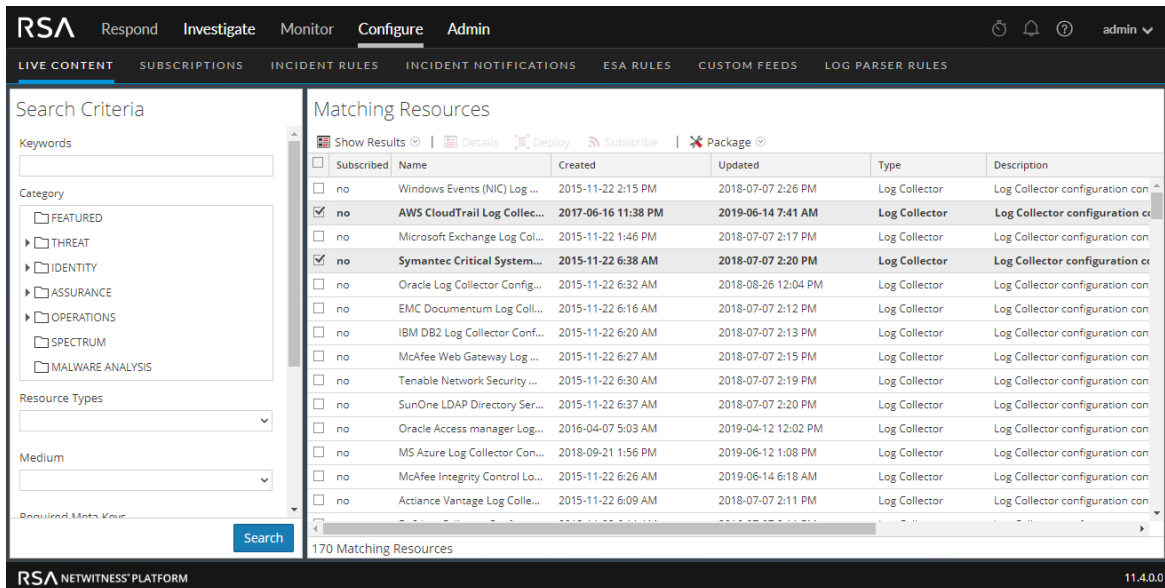 RSA Respond Investigate Monitor Configure Admin admin
LIVE CONTENT SUBSCRIPTIONS INCIDENT RULES INCIDENT NOTIFICATIONS ESA RULES CUSTOM FEEDS LOG PARSER RULES
Search Criteria
Keywords
Category
FEATURED
THREAT
IDENTITY
ASSURANCE
OPERATIONS
SPECTRUM
MALWARE ANALYSIS
Resource Types
Medium
Required Meta Keys
Search
Matching Resources
Show Results | Details Deploy Subscribe | Package
Subscribed Name Created Updated Type Description
no Windows Events (NIC) Log ... 2015-11-22 2:15 PM 2018-07-07 2:26 PM Log Collector Log Collector configuration con
no AWS CloudTrail Log Collec... 2017-06-16 11:38 PM 2019-06-14 7:41 AM Log Collector Log Collector configuration co
no Microsoft Exchange Log Col... 2015-11-22 1:46 PM 2018-07-07 2:17 PM Log Collector Log Collector configuration con
no Symantec Critical System... 2015-11-22 6:38 AM 2018-07-07 2:20 PM Log Collector Log Collector configuration co
no Oracle Log Collector Config... 2015-11-22 6:32 AM 2018-08-26 12:04 PM Log Collector Log Collector configuration con
no EMC Documentum Log Coll... 2015-11-22 6:16 AM 2018-07-07 2:12 PM Log Collector Log Collector configuration con
no IBM DB2 Log Collector Conf... 2015-11-22 6:20 AM 2018-07-07 2:13 PM Log Collector Log Collector configuration con
no McAfee Web Gateway Log ... 2015-11-22 6:27 AM 2018-07-07 2:15 PM Log Collector Log Collector configuration con
no Tenable Network Security ... 2015-11-22 6:30 AM 2018-07-07 2:19 PM Log Collector Log Collector configuration con
no SunOne LDAP Directory Ser... 2015-11-22 6:37 AM 2018-07-07 2:20 PM Log Collector Log Collector configuration con
no Oracle Access manager Log... 2016-04-07 5:03 AM 2019-04-12 12:02 PM Log Collector Log Collector configuration con
no MS Azure Log Collector Con... 2018-09-21 1:56 PM 2019-06-12 1:08 PM Log Collector Log Collector configuration con
no McAfee Integrity Control Lo... 2015-11-22 6:26 AM 2019-06-14 6:18 AM Log Collector Log Collector configuration con
no Actiance Vantage Log Colle... 2015-11-22 6:09 AM 2018-07-07 2:11 PM Log Collector Log Collector configuration con
170 Matching Resources
RSA NETWITNESS® PLATFORM 11.4.0.0